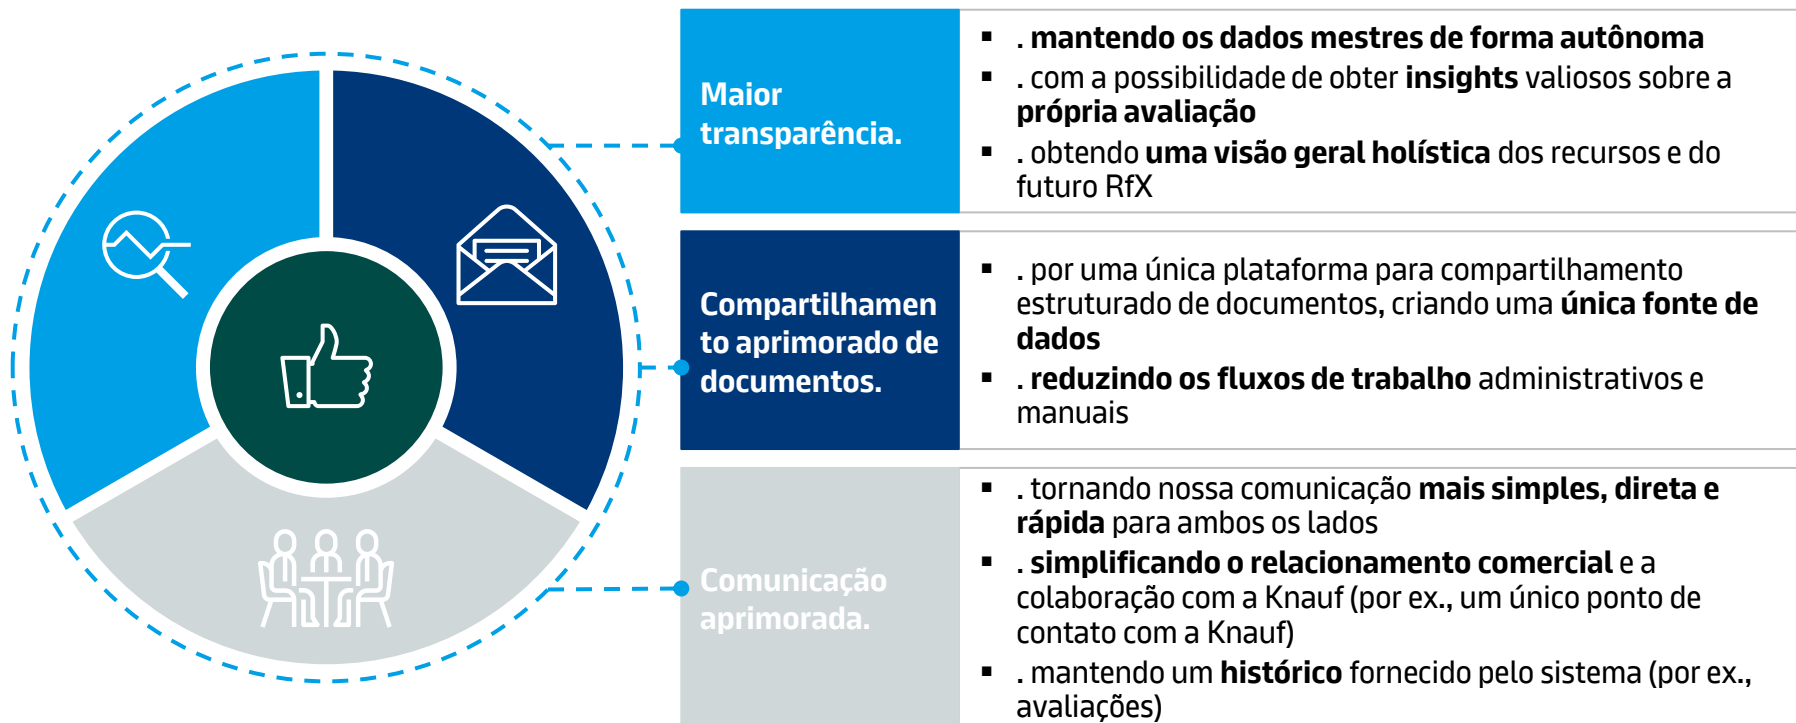 Maior
transparência.
▪ . mantendo os dados mestres de forma autônoma
▪ . com a possibilidade de obter insights valiosos sobre a
própria avaliação
▪ . obtendo uma visão geral holística dos recursos e do
futuro RfX
Compartilhamen
to aprimorado de
documentos.
▪ . por uma única plataforma para compartilhamento
estruturado de documentos, criando uma única fonte de
dados
▪ . reduzindo os fluxos de trabalho administrativos e
manuais
Comunicação
aprimorada.
▪ . tornando nossa comunicação mais simples, direta e
rápida para ambos os lados
▪ . simplificando o relacionamento comercial e a
colaboração com a Knauf (por ex., um único ponto de
contato com a Knauf)
▪ . mantendo um histórico fornecido pelo sistema (por ex.,
avaliações)